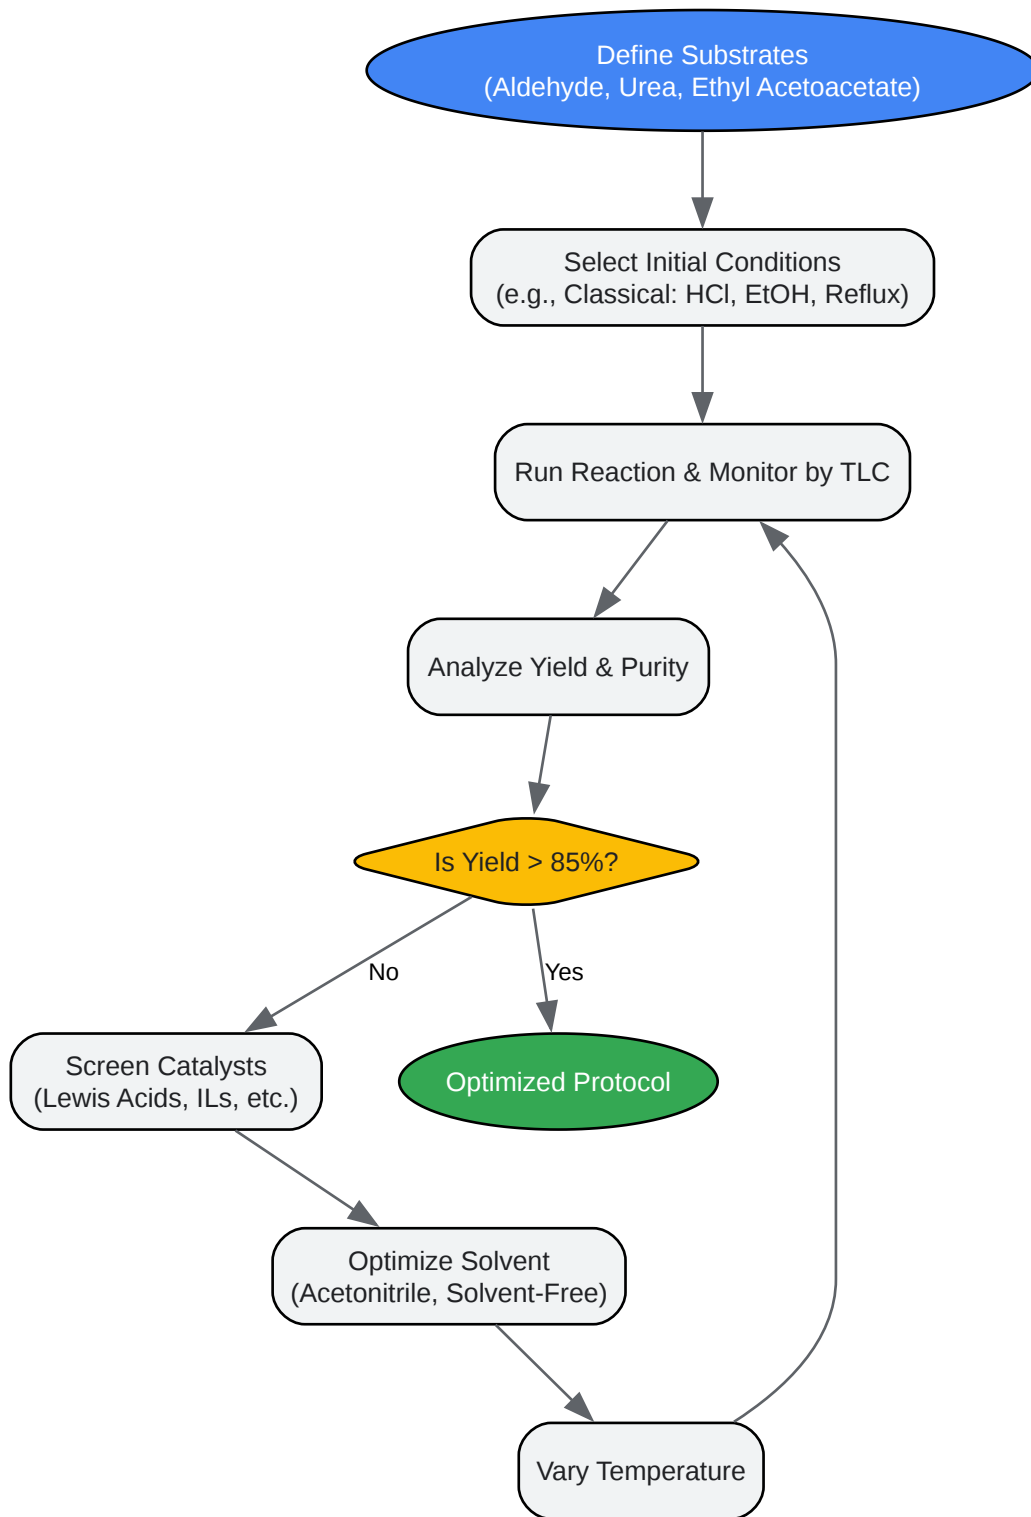 Define Substrates
(Aldehyde, Urea, Ethyl Acetoacetate)
Select Initial Conditions
(e.g., Classical: HCl, EtOH, Reflux)
Run Reaction & Monitor by TLC
Analyze Yield & Purity
Is Yield > 85%?
No
Yes
Screen Catalysts
(Lewis Acids, ILs, etc.)
Optimized Protocol
Optimize Solvent
(Acetonitrile, Solvent-Free)
Vary Temperature